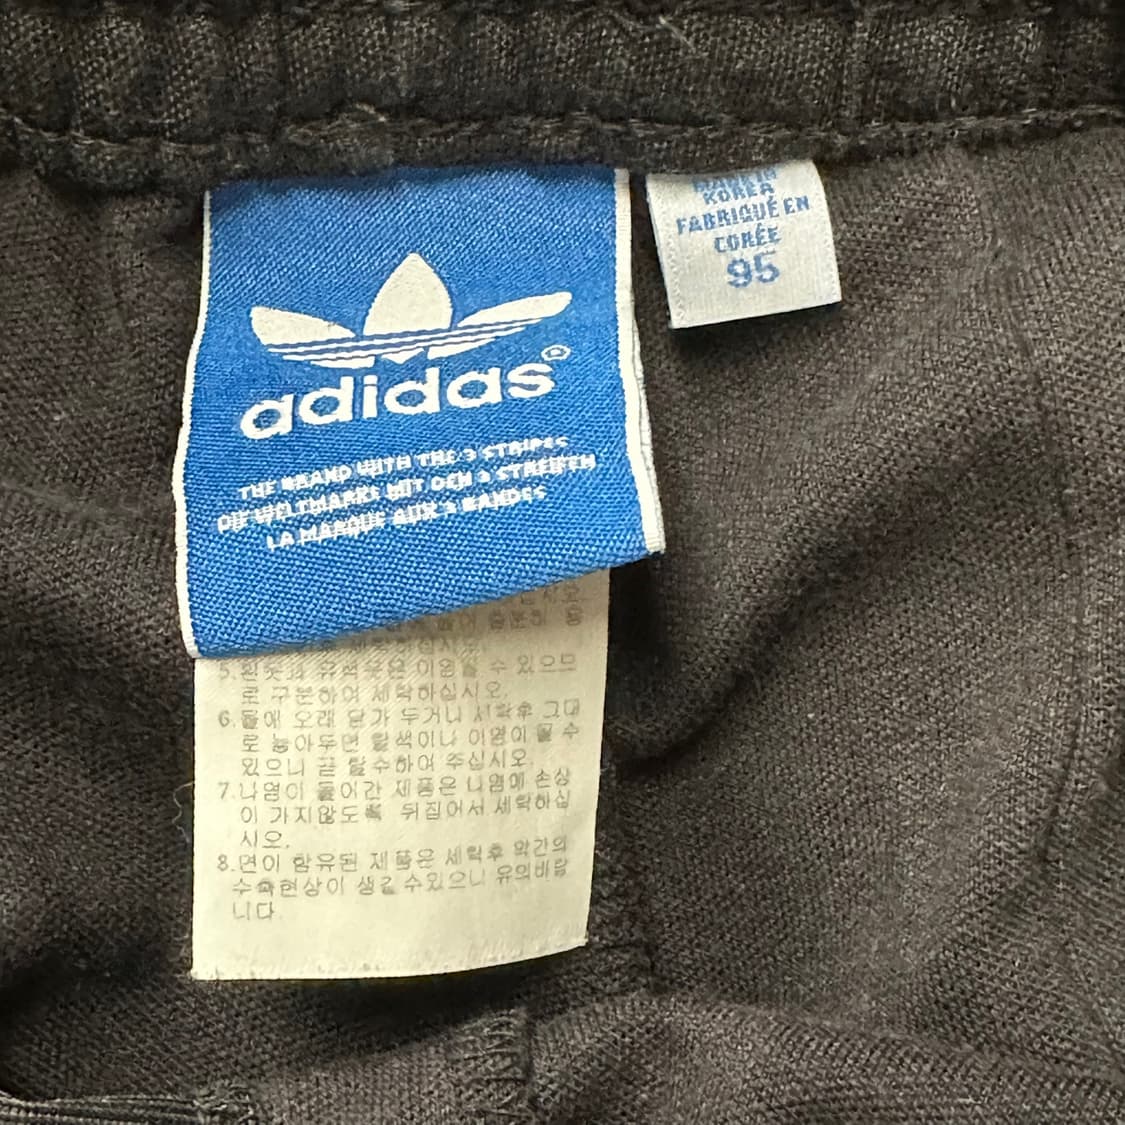 adidas®
THE BRAND WITH THE 3 STRIPES
DIE WELTMARKE MIT DEN 3 STREIFEN
LA MARQUE AUX 3 BANDES
MADE IN
KOREA
FABRIQUÉ EN
CORÉE
95
5.흰옷과 유색옷은 이염될 수 있으므
로 구분하여 세탁하십시오.
6.물에 오래 담가 두거나 세탁후 그대
로 놓아두면 탈색이나 이염이 될 수
있으니 곧 탈수하여 주십시오.
7.나염이 들어간 제품은 나염에 손상
이 가지않도록 뒤집어서 세탁하십
시오.
8.면이 함유된 제품은 세탁후 약간의
수축현상이 생길 수있으니 유의바랍
니다